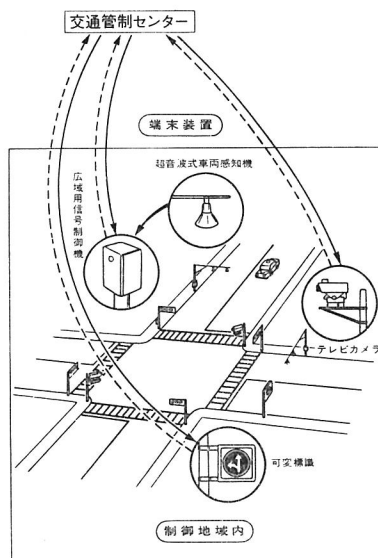 交通管制センター
端末装置
超音波式車両感知機
広域用信号制御機
テレビカメラ
可変標識
制御地域内